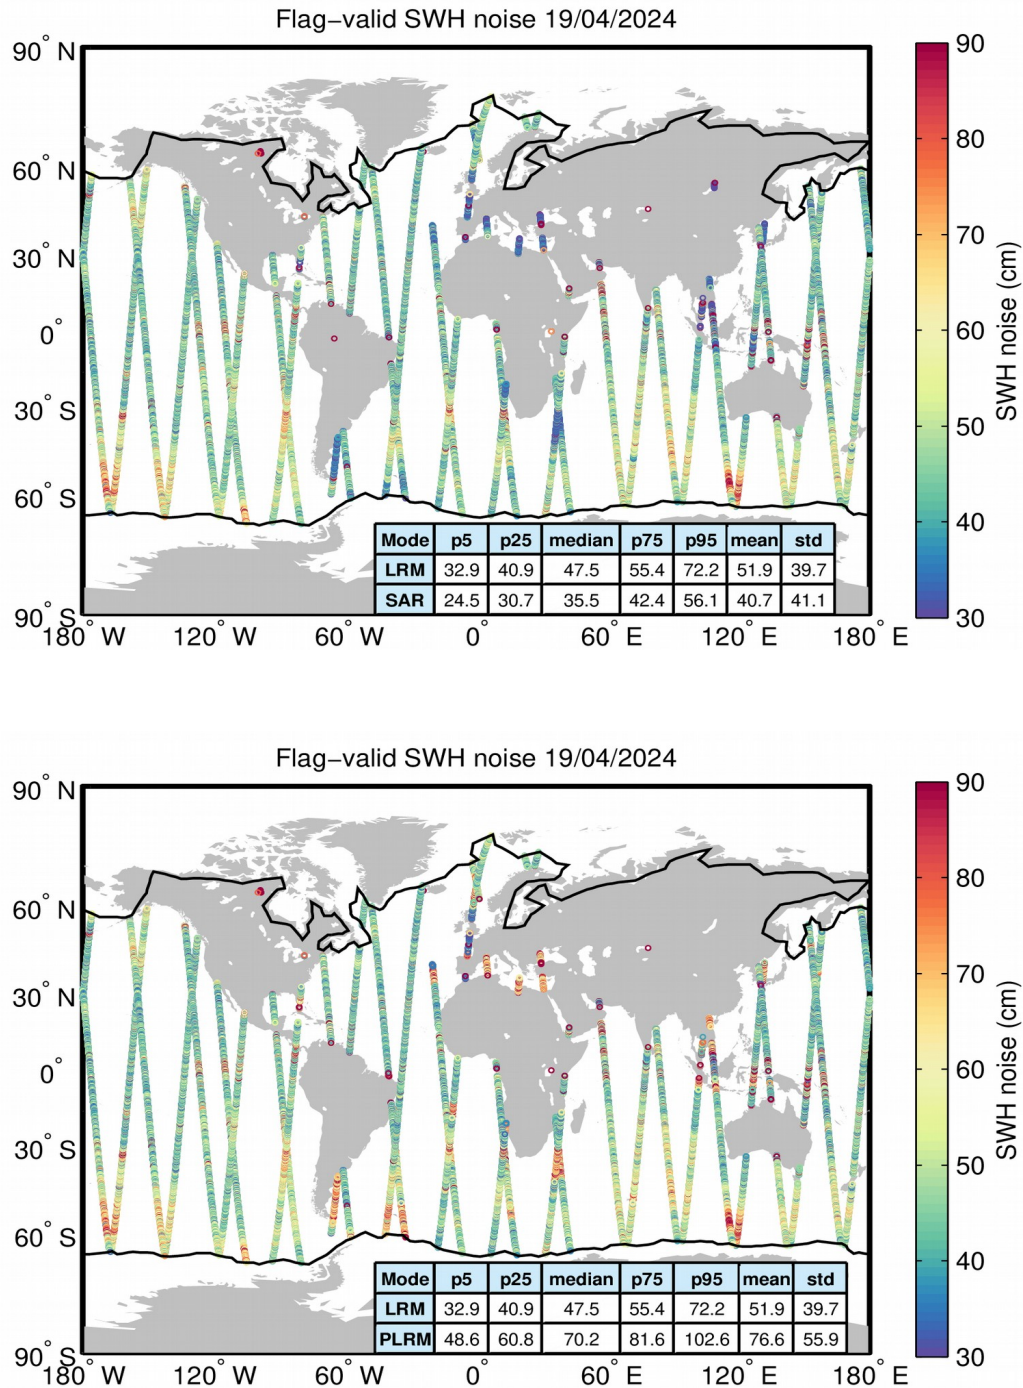 Flag−valid SWH noise 19/04/2024
90° N
60° N
30° N
0°
30° S
60° S
90° S
180° W 120° W 60° W 0° 60° E 120° E 180° E
90
80
70
60
50
40
30
SWH noise (cm)
Mode p5 p25 median p75 p95 mean std
LRM 32.9 40.9 47.5 55.4 72.2 51.9 39.7
SAR 24.5 30.7 35.5 42.4 56.1 40.7 41.1
Flag−valid SWH noise 19/04/2024
90° N
60° N
30° N
0°
30° S
60° S
90° S
180° W 120° W 60° W 0° 60° E 120° E 180° E
90
80
70
60
50
40
30
SWH noise (cm)
Mode p5 p25 median p75 p95 mean std
LRM 32.9 40.9 47.5 55.4 72.2 51.9 39.7
PLRM 48.6 60.8 70.2 81.6 102.6 76.6 55.9